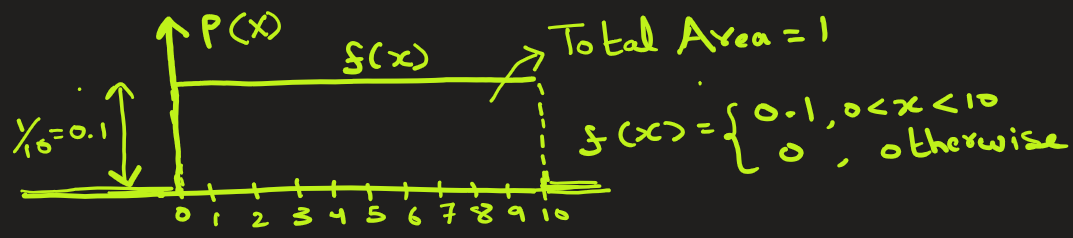 P(X)
f(x)
Total Area = 1
1/10 = 0.1
f(x) = { 0.1, 0<x<10
0, otherwise
0 1 2 3 4 5 6 7 8 9 10